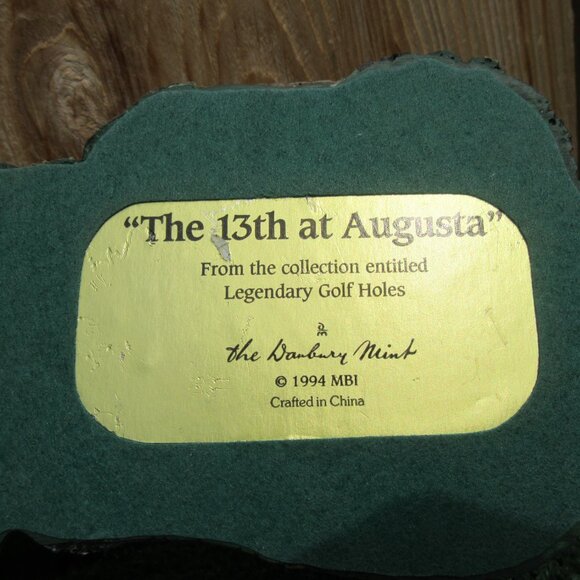 "The 13th at Augusta"
From the collection entitled
Legendary Golf Holes
the Danbury Mint
© 1994 MBI
Crafted in China